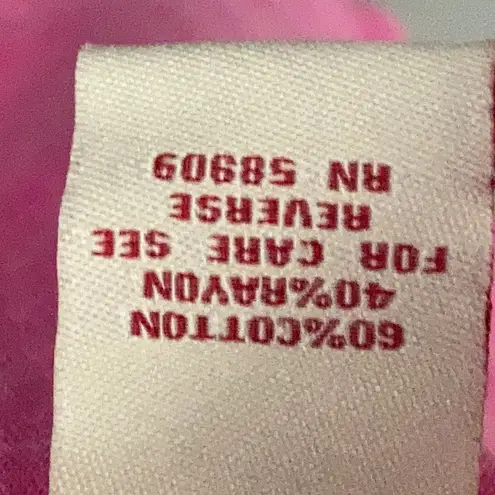 60%COTTON
40%RAYON
FOR CARE SEE
REVERSE
RN 58909